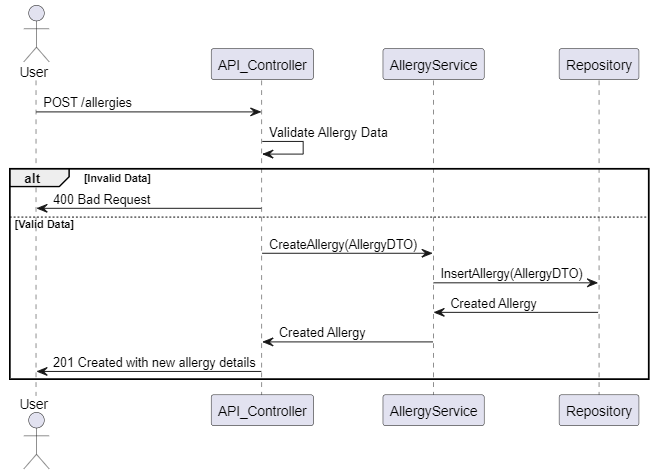 User
API_Controller
AllergyService
Repository
POST /allergies
Validate Allergy Data
alt
[Invalid Data]
400 Bad Request
[Valid Data]
CreateAllergy(AllergyDTO)
InsertAllergy(AllergyDTO)
Created Allergy
Created Allergy
201 Created with new allergy details
User
API_Controller
AllergyService
Repository